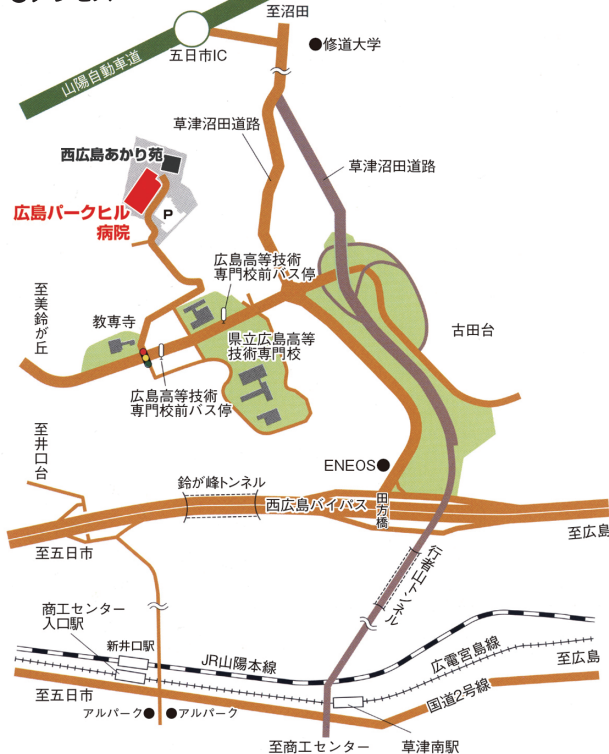 至沼田
修道大学
五日市IC
山陽自動車道
草津沼田道路
草津沼田道路
西広島あかり苑
P
広島パークヒル
病院
広島高等技術
専門校前バス停
至美鈴が丘
教専寺
県立広島高等
技術専門校
古田台
広島高等技術
専門校前バス停
至井口台
ENEOS
鈴が峰トンネル
西広島バイパス
田方橋
至五日市
至広島
行者山トンネル
商工センター
入口駅
新井口駅
JR山陽本線
広電宮島線
至広島
至五日市
国道2号線
アルパーク
アルパーク
至商工センター
草津南駅